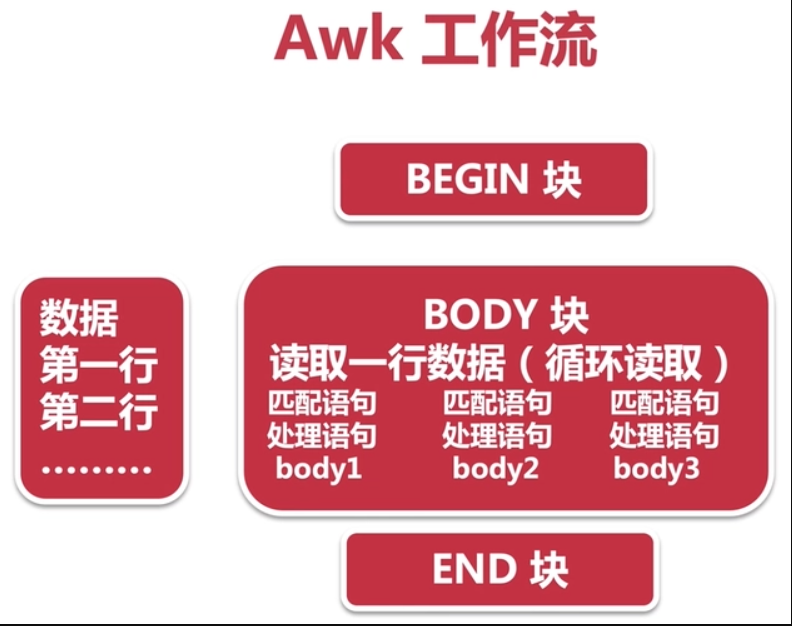 Awk 工作流
BEGIN 块
数据
第一行
第二行
.........
BODY 块
读取一行数据（循环读取）
匹配语句 匹配语句 匹配语句
处理语句 处理语句 处理语句
body1 body2 body3
END 块